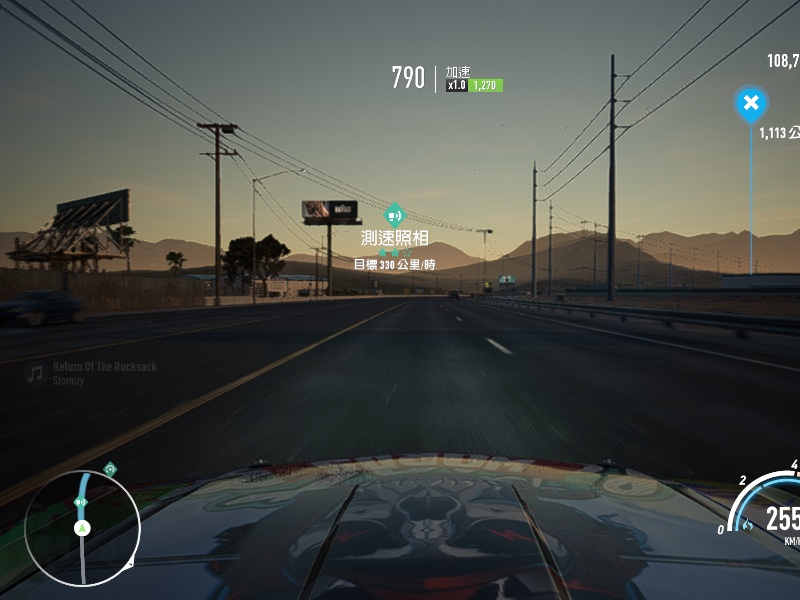 108,7
790
加速
x1.0 1,270
1,113 公
測速照相
目標 330 公里/時
Return Of The Rucksack
Stormzy
4
2
0
255
KM/H